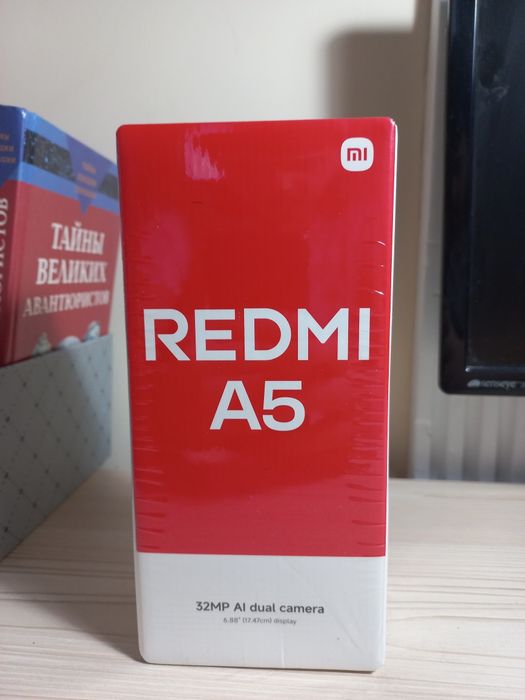 mi
REDMI
A5
32MP AI dual camera
6.88" (17.47cm) display
ТАЙНЫ
ВЕЛИКИХ
АВАНТЮРИСТОВ